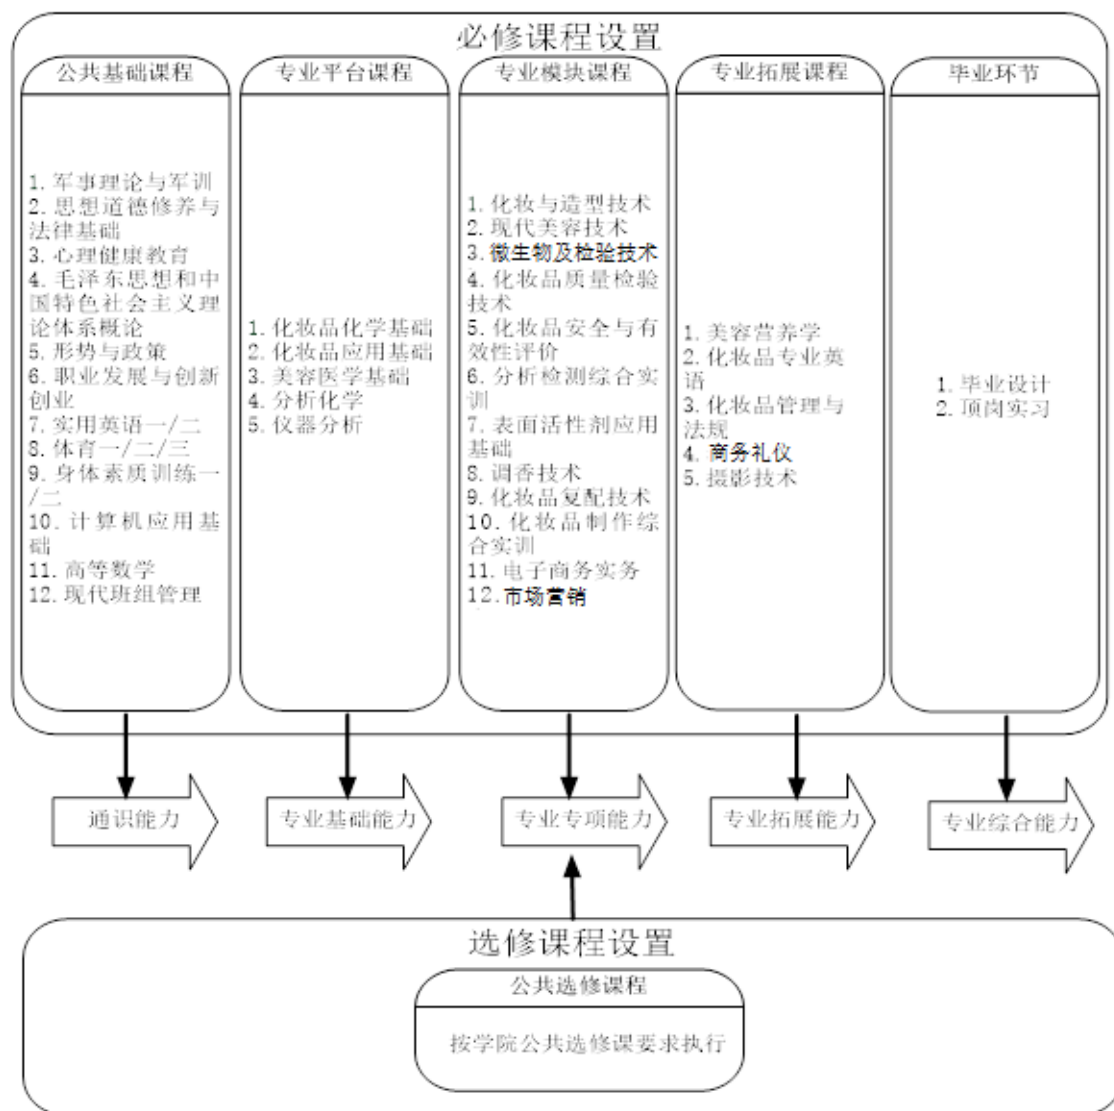 必修课程设置
公共基础课程
1. 军事理论与军训
2. 思想道德修养与
法律基础
3. 心理健康教育
4. 毛泽东思想和中
国特色社会主义理
论体系概论
5. 形势与政策
6. 职业发展与创新
创业
7. 实用英语一/二
8. 体育一/二/三
9. 身体素质训练一
/二
10. 计算机应用基
础
11. 高等数学
12. 现代班组管理
专业平台课程
1. 化妆品化学基础
2. 化妆品应用基础
3. 美容医学基础
4. 分析化学
5. 仪器分析
专业模块课程
1. 化妆与造型技术
2. 现代美容技术
3. 微生物及检验技术
4. 化妆品质量检验
技术
5. 化妆品安全与有
效性评价
6. 分析检测综合实
训
7. 表面活性剂应用
基础
8. 调香技术
9. 化妆品复配技术
10. 化妆品制作综
合实训
11. 电子商务实务
12. 市场营销
专业拓展课程
1. 美容营养学
2. 化妆品专业英
语
3. 化妆品管理与
法规
4. 商务礼仪
5. 摄影技术
毕业环节
1. 毕业设计
2. 顶岗实习
通识能力
专业基础能力
专业专项能力
专业拓展能力
专业综合能力
选修课程设置
公共选修课程
按学院公共选修课要求执行